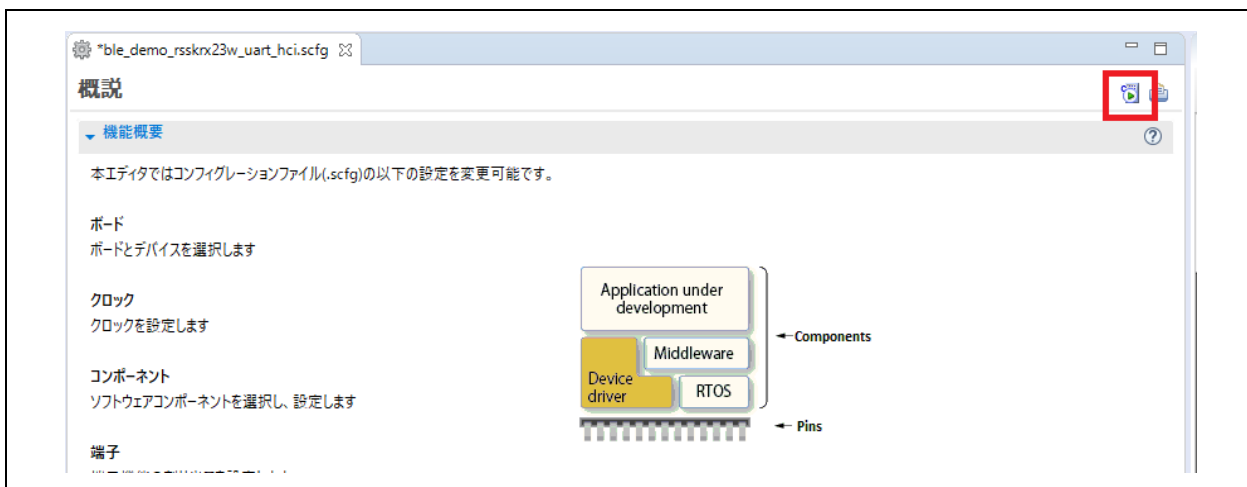 *ble_demo_rsskrx23w_uart_hci.scfg
概説
機能概要
本エディタではコンフィグレーションファイル(.scfg)の以下の設定を変更可能です。
ボード
ボードとデバイスを選択します
クロック
クロックを設定します
コンポーネント
ソフトウェアコンポーネントを選択し、設定します
端子
Application under
development
Middleware
Device
driver
RTOS
Components
Pins